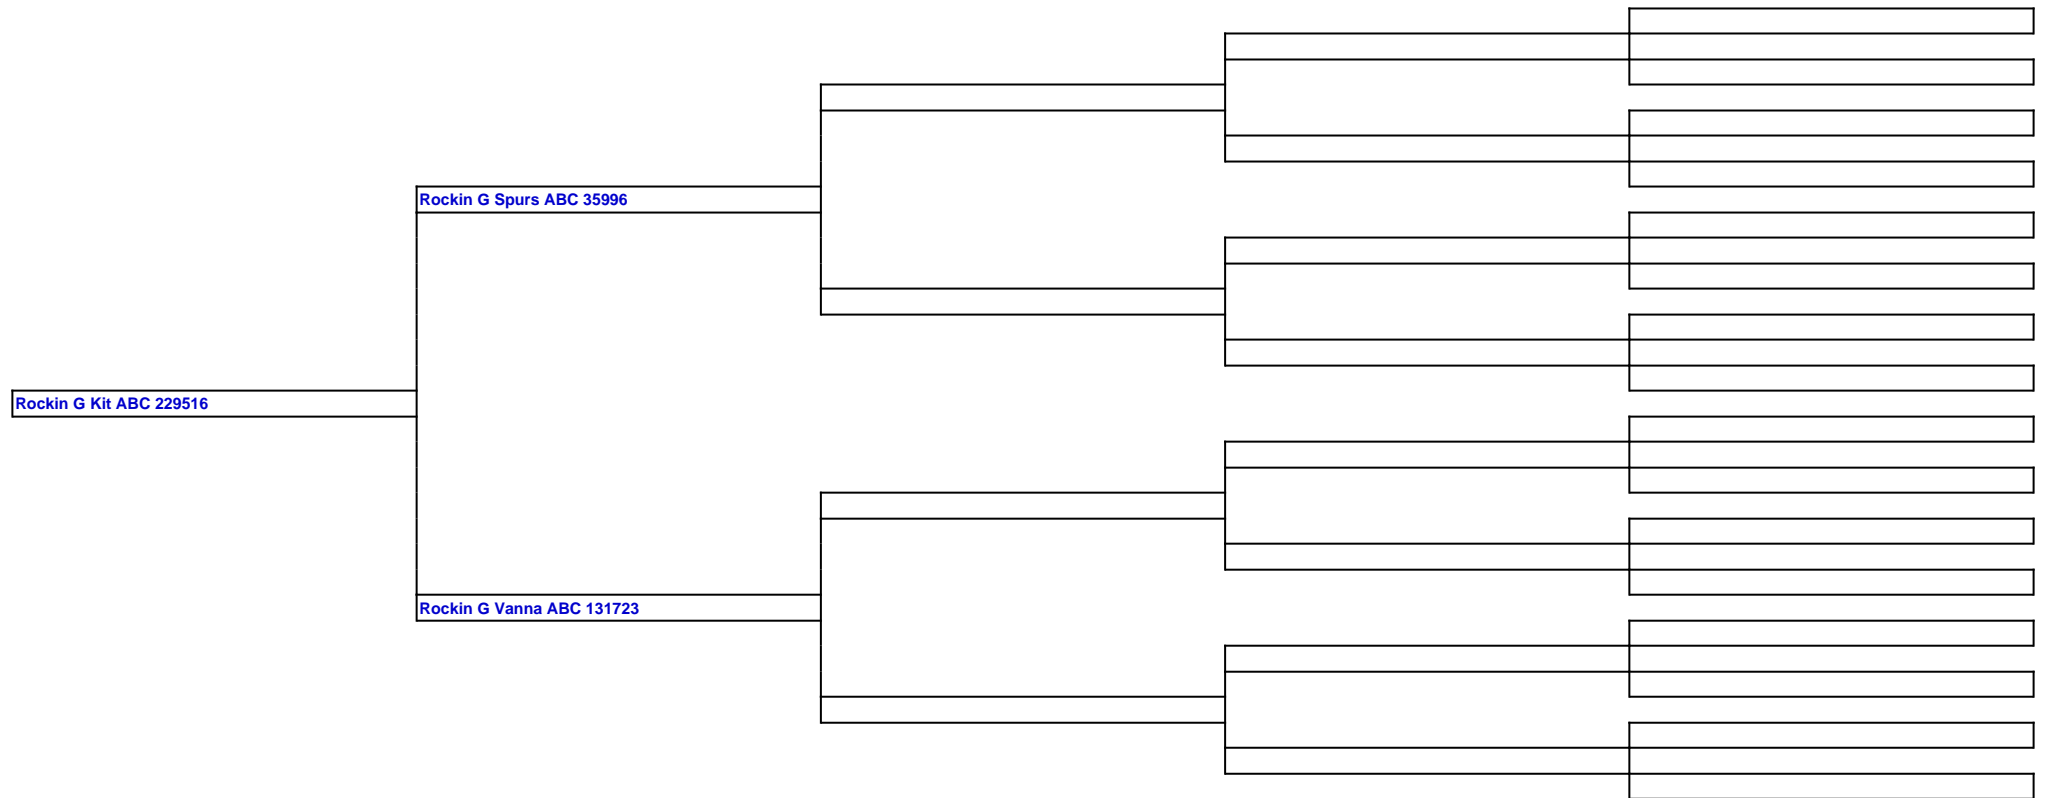 Rockin G Spurs ABC 35996
Rockin G Kit ABC 229516
Rockin G Vanna ABC 131723